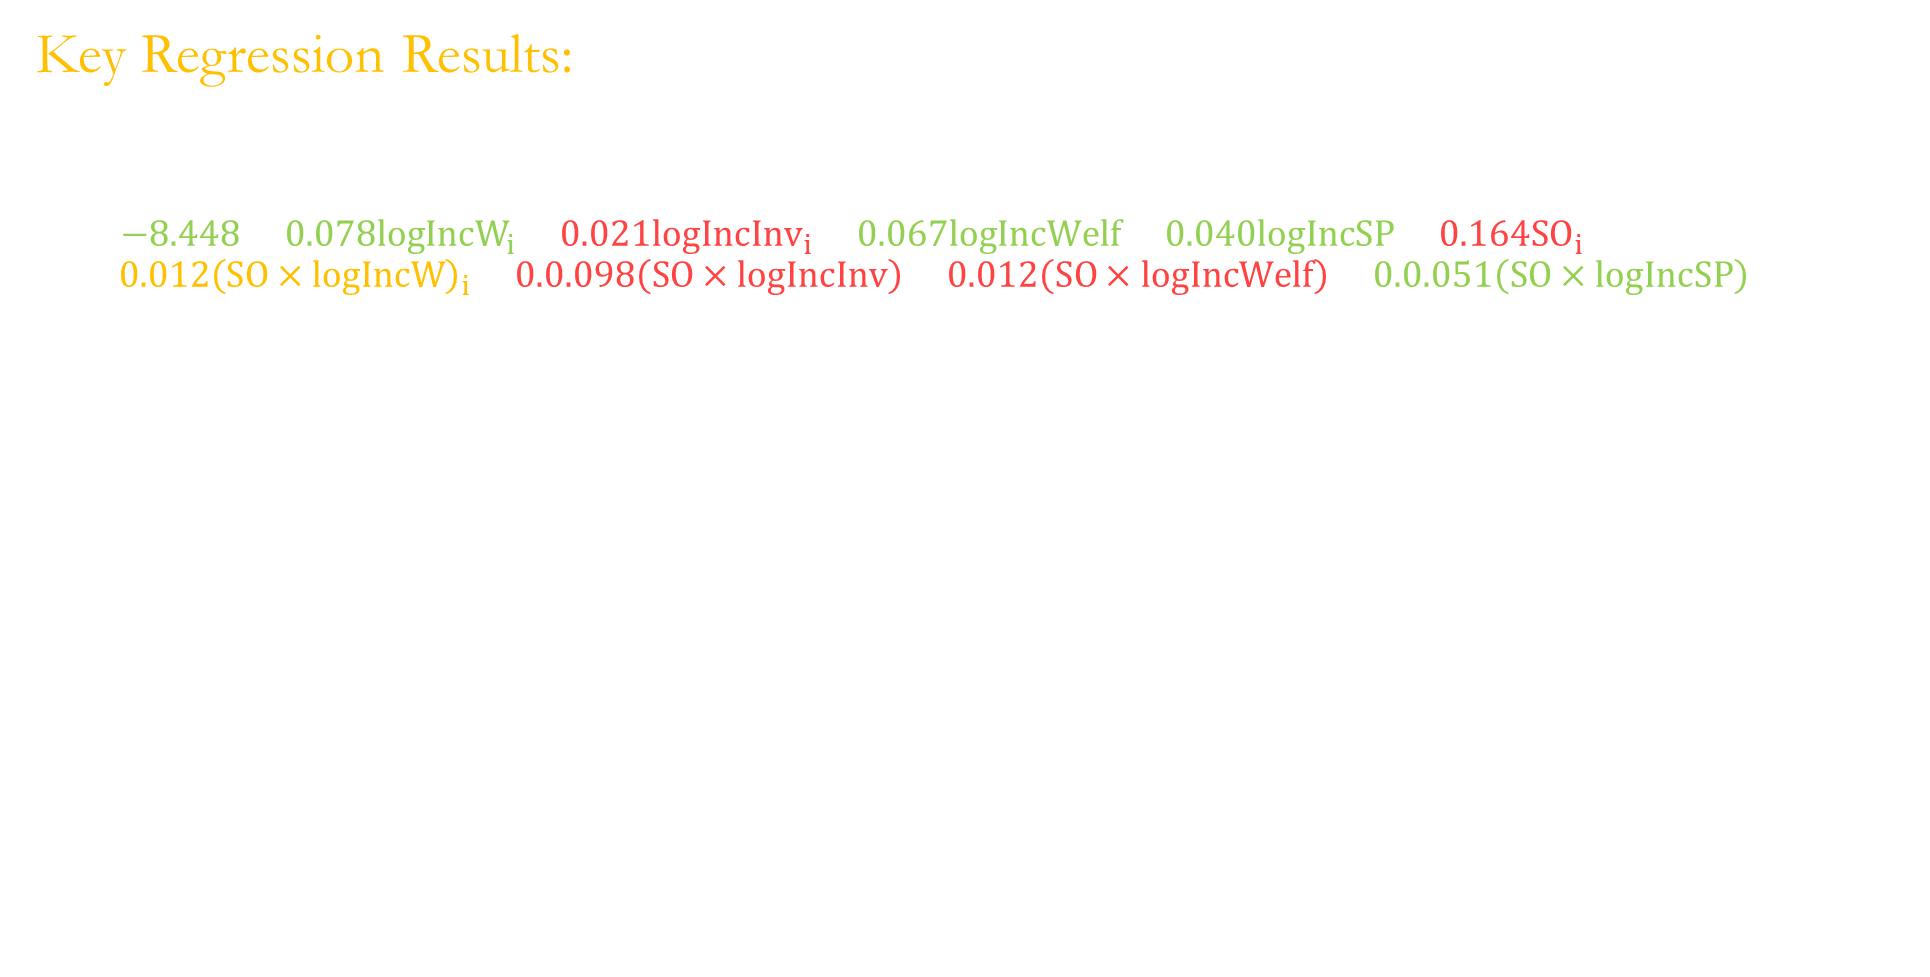 Key Regression Results:
−8.448 0.078logIncWᵢ 0.021logIncInvᵢ 0.067logIncWelf 0.040logIncSP 0.164SOᵢ
0.012(SO × logIncW)ᵢ 0.0.098(SO × logIncInv) 0.012(SO × logIncWelf) 0.0.051(SO × logIncSP)